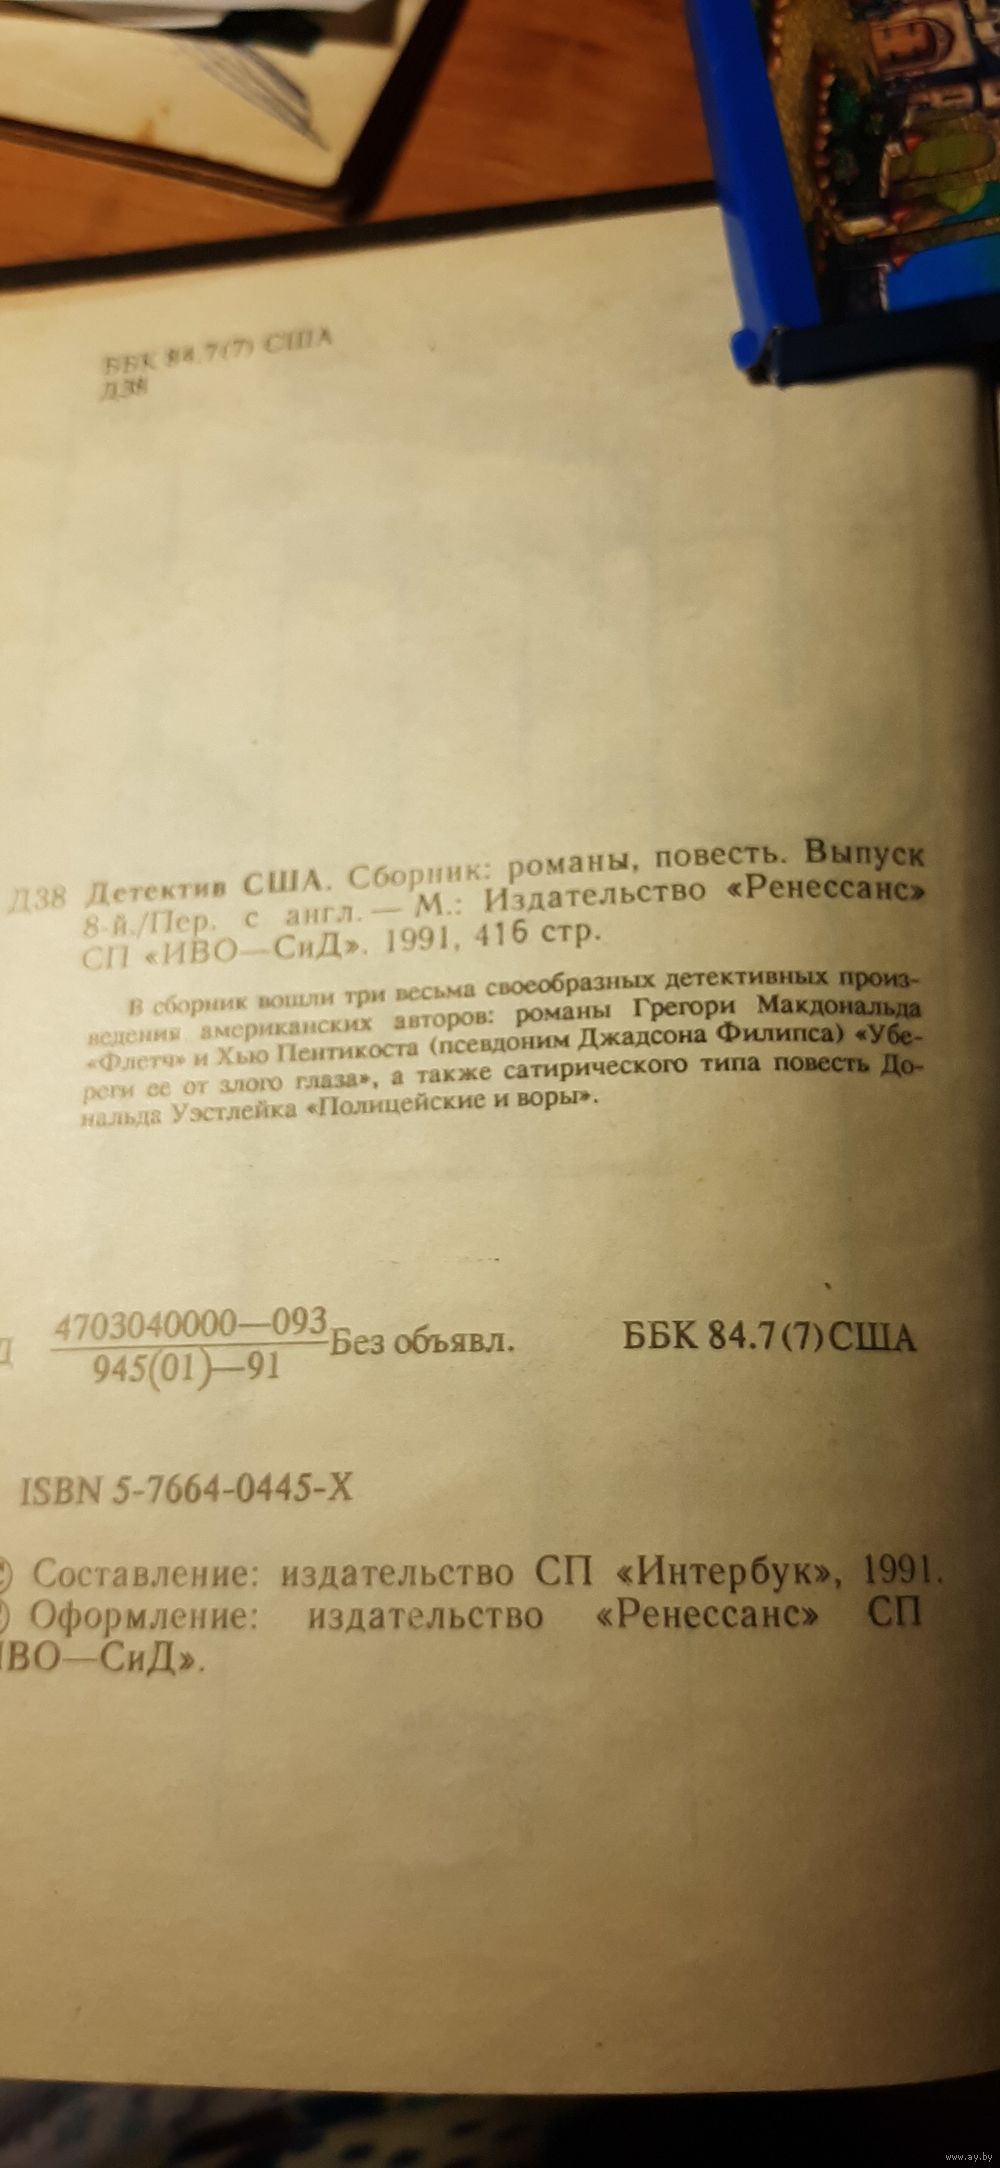 ББК 84.7(7) США
Д38
Д38 Детектив США. Сборник: романы, повесть. Выпуск
8-й./Пер. с англ. — М.: Издательство «Ренессанс»
СП «ИВО—СиД». 1991, 416 стр.
В сборник вошли три весьма своеобразных детективных произ-
ведения американских авторов: романы Грегори Макдональда
«Флетч» и Хью Пентикоста (псевдоним Джадсона Филипса) «Убе-
реги ее от злого глаза», а также сатирического типа повесть До-
нальда Уэстлейка «Полицейские и воры».
Д 4703040000—093
945(01)—91 Без объявл. ББК 84.7(7)США
ISBN 5-7664-0445-X
© Составление: издательство СП «Интербук», 1991.
© Оформление: издательство «Ренессанс» СП
ИВО—СиД».
www.ay.by